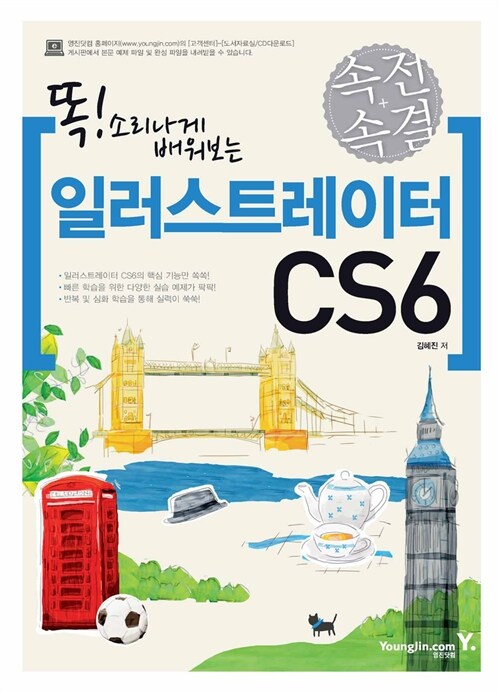 영진닷컴 홈페이지(www.youngjin.com)의 [고객센터]-[도서자료실/CD다운로드]
게시판에서 본문 예제 파일 및 완성 파일을 내려받을 수 있습니다.
속전
+
속결
똑! 소리나게
배워보는
일러스트레이터
CS6
• 일러스트레이터 CS6의 핵심 기능만 쏙쏙!
• 빠른 학습을 위한 다양한 실습 예제가 팍팍!
• 반복 및 심화 학습을 통해 실력이 쑥쑥!
김혜진 저
TELEPHONE
YoungJin.com Y.
영진닷컴